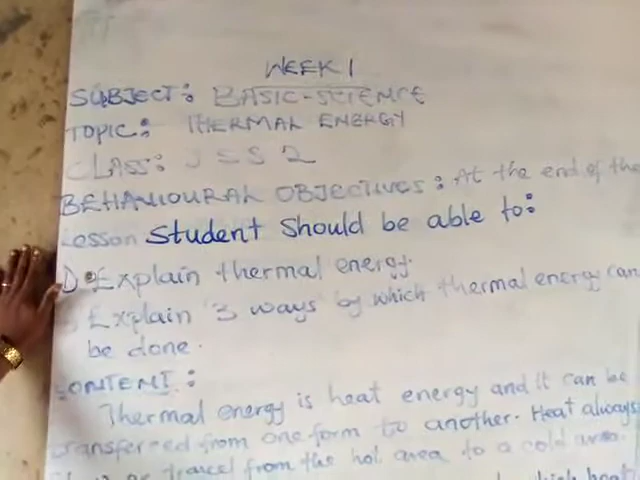 WEEK 1
SUBJECT: BASIC-SCIENCE
TOPIC: THERMAL ENERGY
CLASS: JSS 2
BEHAVIOURAL OBJECTIVES: At the end of the
Lesson Student Should be able to:
Explain thermal energy.
Explain 3 ways by which thermal energy can
be done.
CONTENT:
Thermal energy is heat energy and it can be
transferred from one form to another. Heat always
travel from the hot area to a cold area.
which heat